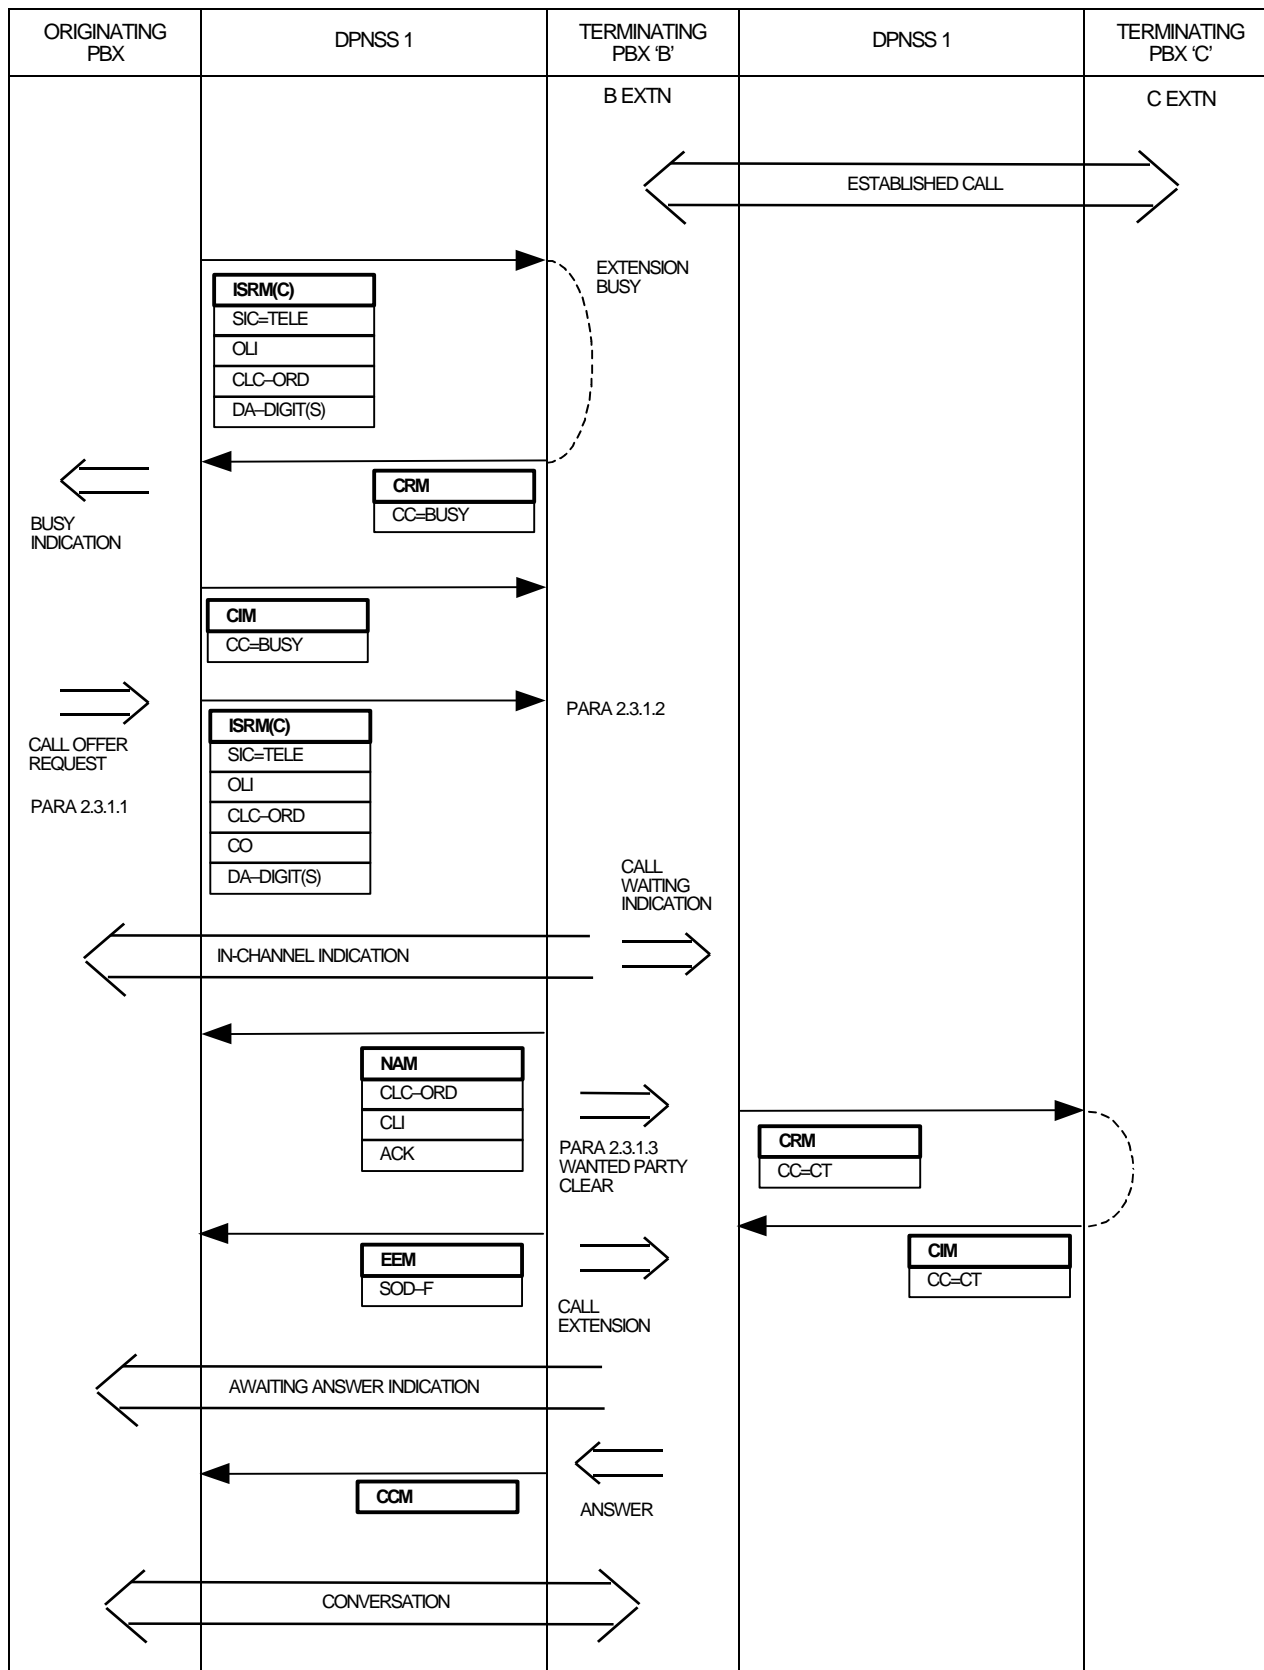 ORIGINATING
PBX
DPNSS 1
TERMINATING
PBX ‘B’
DPNSS 1
TERMINATING
PBX ‘C’
B EXTN
C EXTN
ESTABLISHED CALL
EXTENSION
BUSY
ISRM(C)
SIC=TELE
OLI
CLC–ORD
DA–DIGIT(S)
CRM
CC=BUSY
BUSY
INDICATION
CIM
CC=BUSY
CALL OFFER
REQUEST
PARA 2.3.1.1
ISRM(C)
SIC=TELE
OLI
CLC–ORD
CO
DA–DIGIT(S)
PARA 2.3.1.2
CALL
WAITING
INDICATION
IN-CHANNEL INDICATION
NAM
CLC–ORD
CLI
ACK
PARA 2.3.1.3
WANTED PARTY
CLEAR
CRM
CC=CT
EEM
SOD–F
CALL
EXTENSION
CIM
CC=CT
AWAITING ANSWER INDICATION
CCM
ANSWER
CONVERSATION